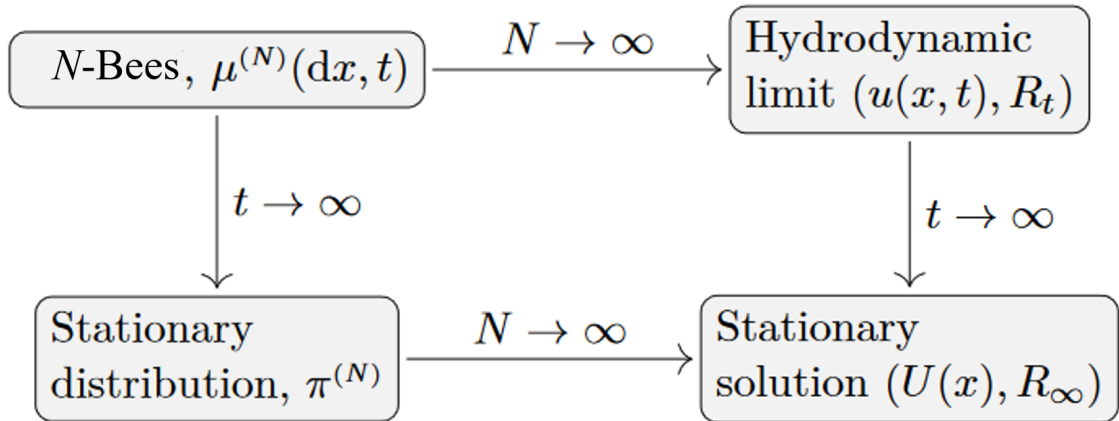 N-Bees, μ^(N)(dx, t)
N → ∞
Hydrodynamic
limit (u(x, t), R_t)
t → ∞
t → ∞
Stationary
distribution, π^(N)
N → ∞
Stationary
solution (U(x), R_∞)